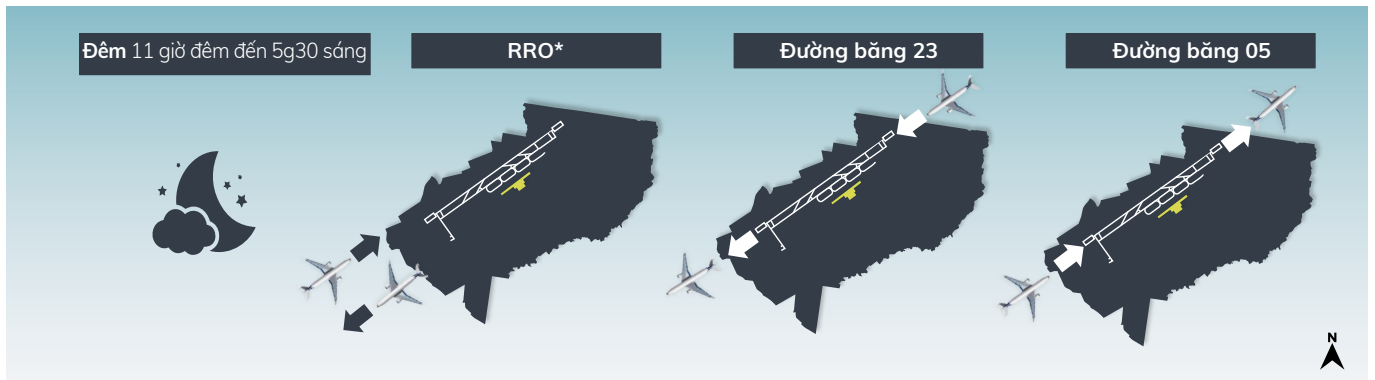 Đêm 11 giờ đêm đến 5g30 sáng
RRO*
Đường băng 23
Đường băng 05
N